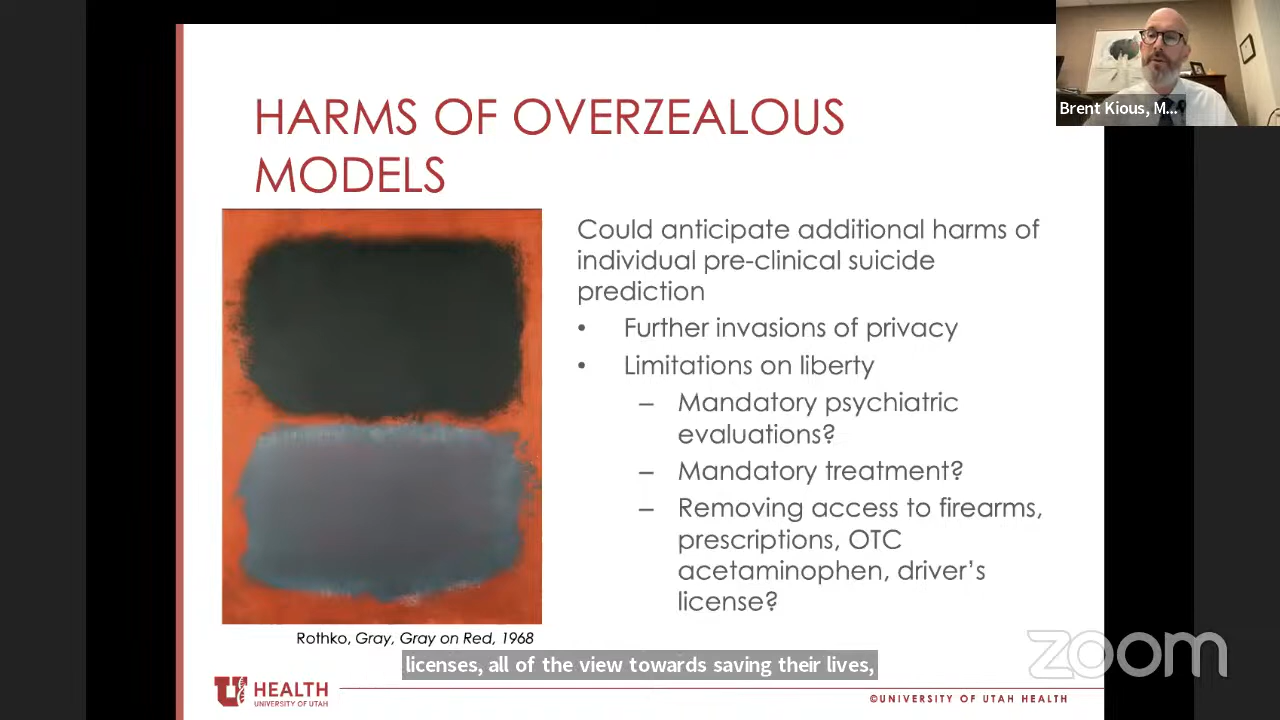 HARMS OF OVERZEALOUS
MODELS
Brent Kious, M...
Could anticipate additional harms of
individual pre-clinical suicide
prediction
• Further invasions of privacy
• Limitations on liberty
– Mandatory psychiatric
evaluations?
– Mandatory treatment?
– Removing access to firearms,
prescriptions, OTC
acetaminophen, driver's
license?
Rothko, Gray, Gray on Red, 1968
licenses, all of the view towards saving their lives,
zoom
U HEALTH
UNIVERSITY OF UTAH
©UNIVERSITY OF UTAH HEALTH